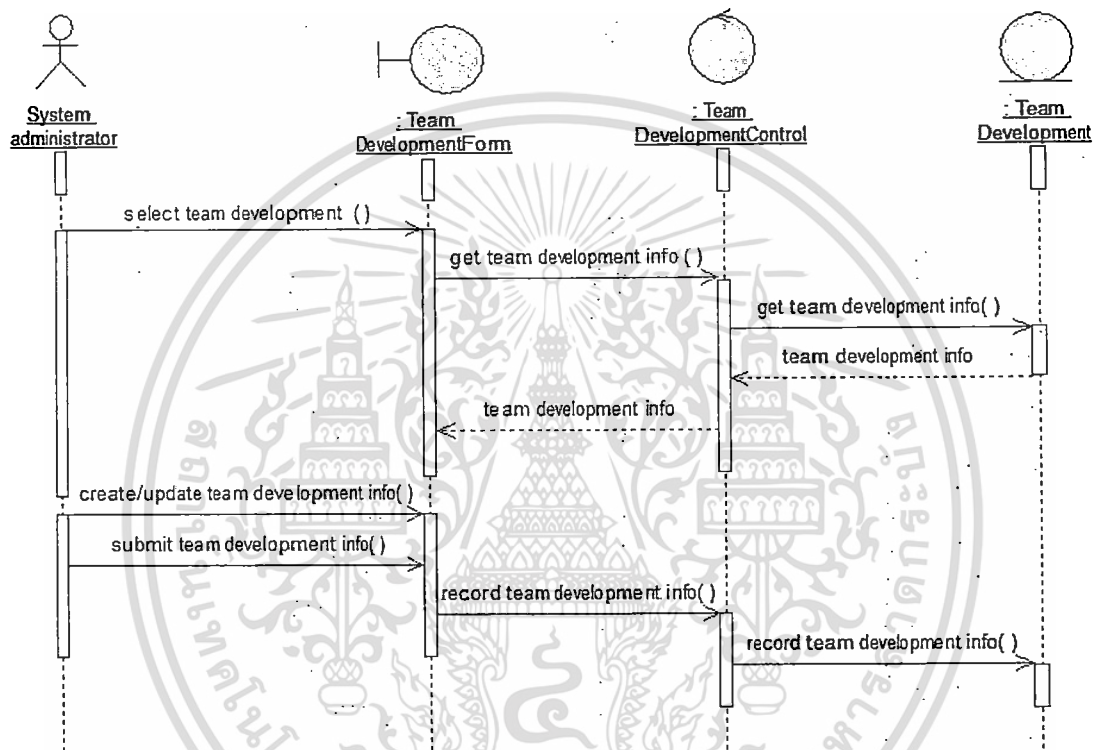 System
administrator
: Team
DevelopmentForm
: Team
DevelopmentControl
: Team
Development
select team development ()
get team development info ( )
get team development info( )
team development info
team development info
create/update team development info( )
submit team development info( )
record team development info( )
record team development info( )